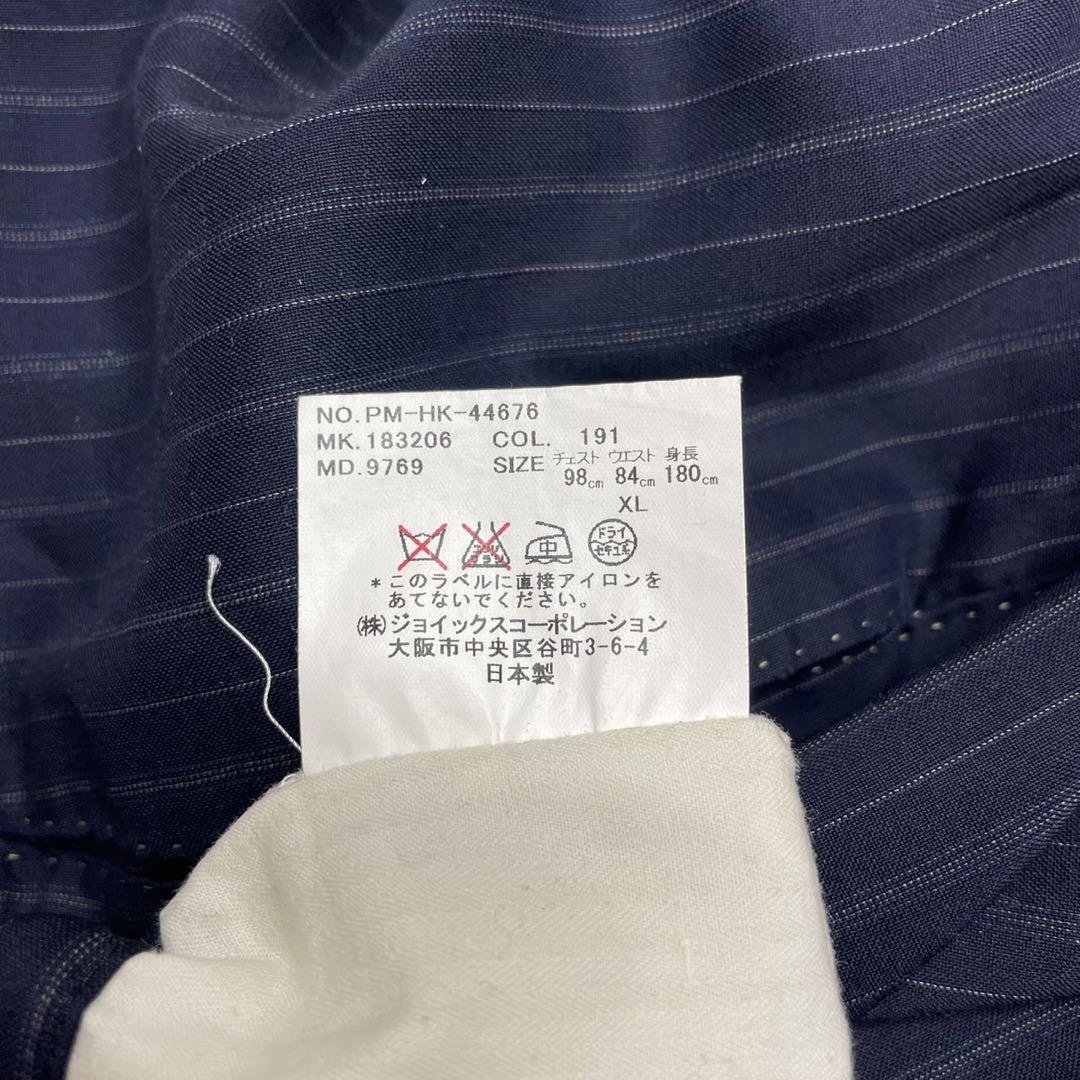 NO.PM-HK-44676
MK.183206 COL. 191
MD.9769 SIZE チェスト ウエスト 身長
98cm 84cm 180cm
XL
中 ドライ セキユ系
*このラベルに直接アイロンを
あてないでください。
(株)ジョイックスコーポレーション
大阪市中央区谷町3-6-4
日本製